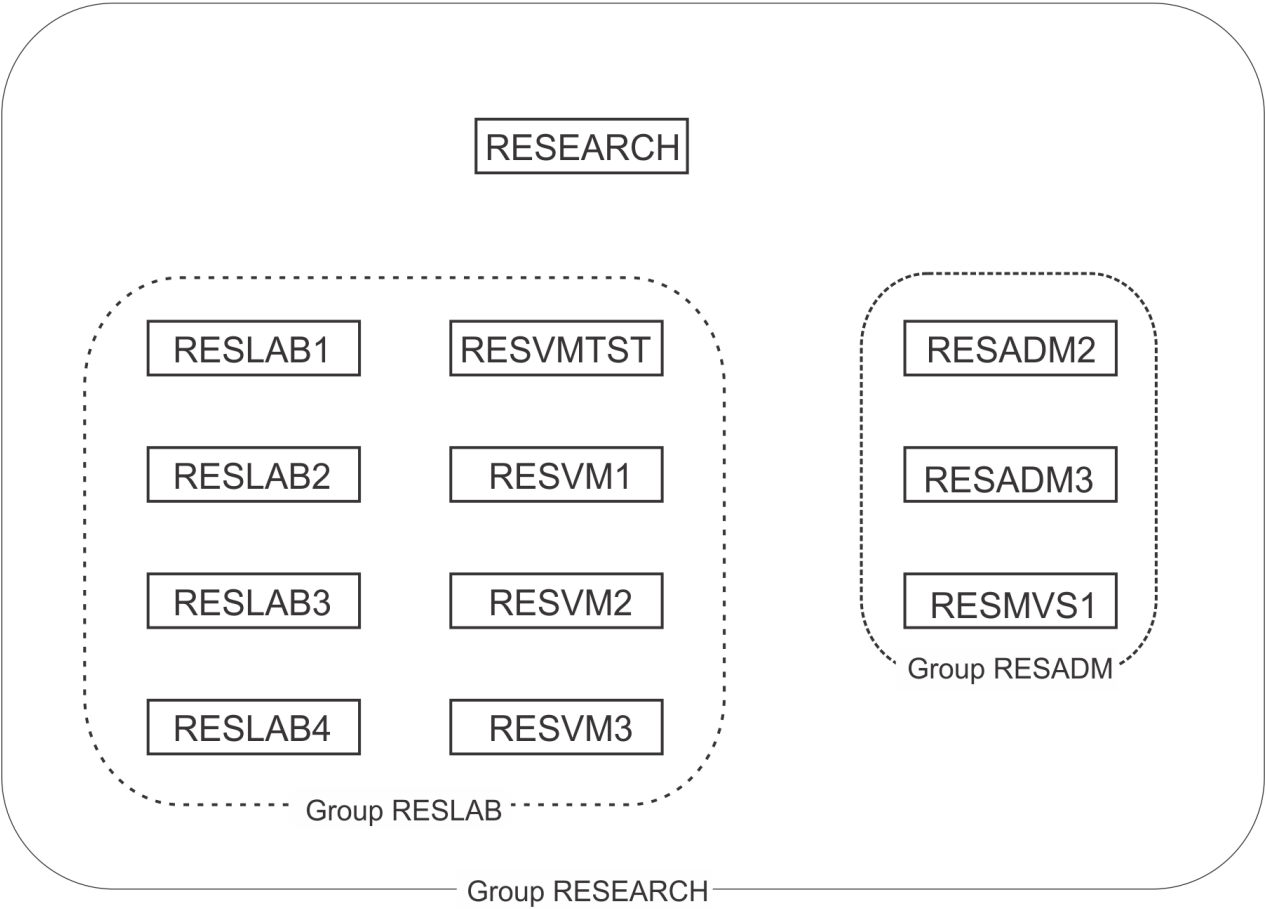 RESEARCH
RESLAB1
RESVMTST
RESLAB2
RESVM1
RESLAB3
RESVM2
RESLAB4
RESVM3
Group RESLAB
RESADM2
RESADM3
RESMVS1
Group RESADM
Group RESEARCH